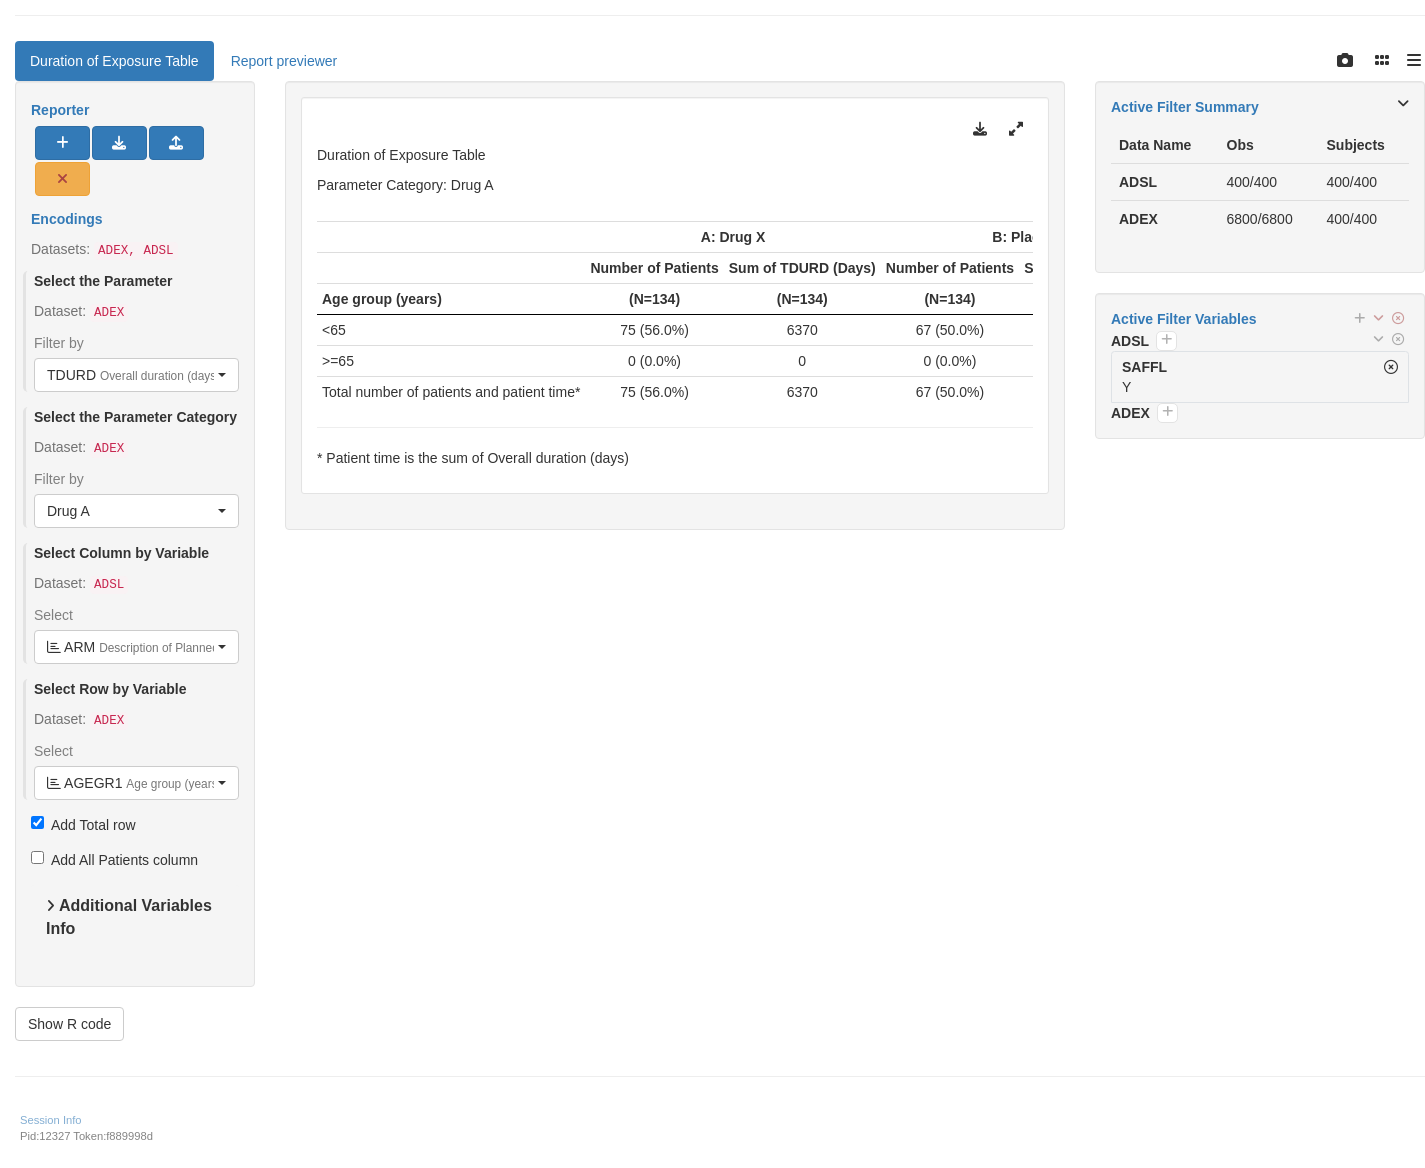 Duration of Exposure Table
Report previewer
Reporter
Encodings
Datasets: ADEX, ADSL
Select the Parameter
Dataset: ADEX
Filter by
TDURD Overall duration (days
Select the Parameter Category
Dataset: ADEX
Filter by
Drug A
Select Column by Variable
Dataset: ADSL
Select
ARM Description of Planned
Select Row by Variable
Dataset: ADEX
Select
AGEGR1 Age group (years
Add Total row
Add All Patients column
Additional Variables
Info
Show R code
Duration of Exposure Table
Parameter Category: Drug A
A: Drug X B: Pla
Number of Patients Sum of TDURD (Days) Number of Patients S
Age group (years) (N=134) (N=134) (N=134)
<65 75 (56.0%) 6370 67 (50.0%)
>=65 0 (0.0%) 0 0 (0.0%)
Total number of patients and patient time* 75 (56.0%) 6370 67 (50.0%)
* Patient time is the sum of Overall duration (days)
Active Filter Summary
Data Name Obs Subjects
ADSL 400/400 400/400
ADEX 6800/6800 400/400
Active Filter Variables
ADSL
SAFFL
Y
ADEX
Session Info
Pid:12327 Token:f889998d